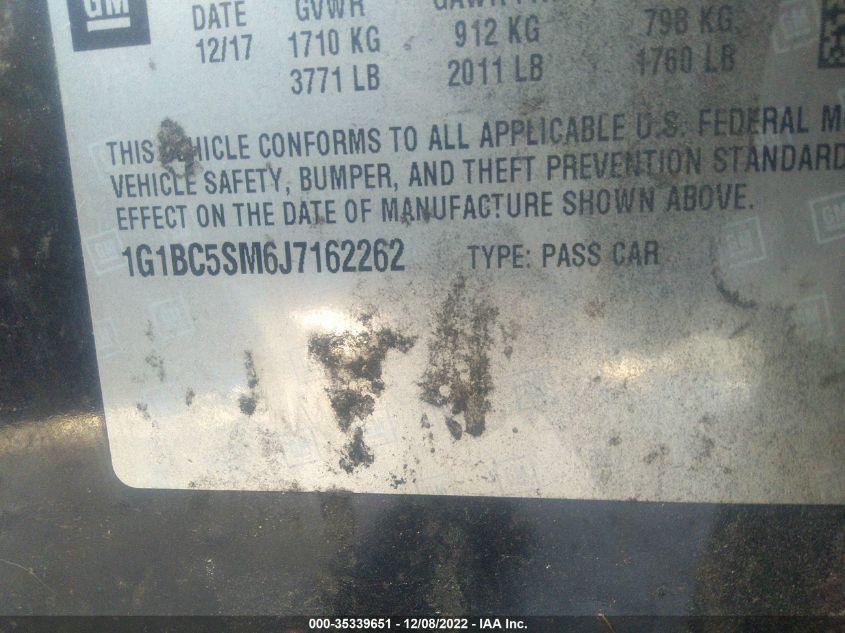 GM
DATE GVWR
12/17 1710 KG 912 KG 798 KG
3771 LB 2011 LB 1760 LB
THIS VEHICLE CONFORMS TO ALL APPLICABLE U.S. FEDERAL M
VEHICLE SAFETY, BUMPER, AND THEFT PREVENTION STANDARD
EFFECT ON THE DATE OF MANUFACTURE SHOWN ABOVE.
1G1BC5SM6J7162262 TYPE: PASS CAR
000-35339651 - 12/08/2022 - IAA Inc.